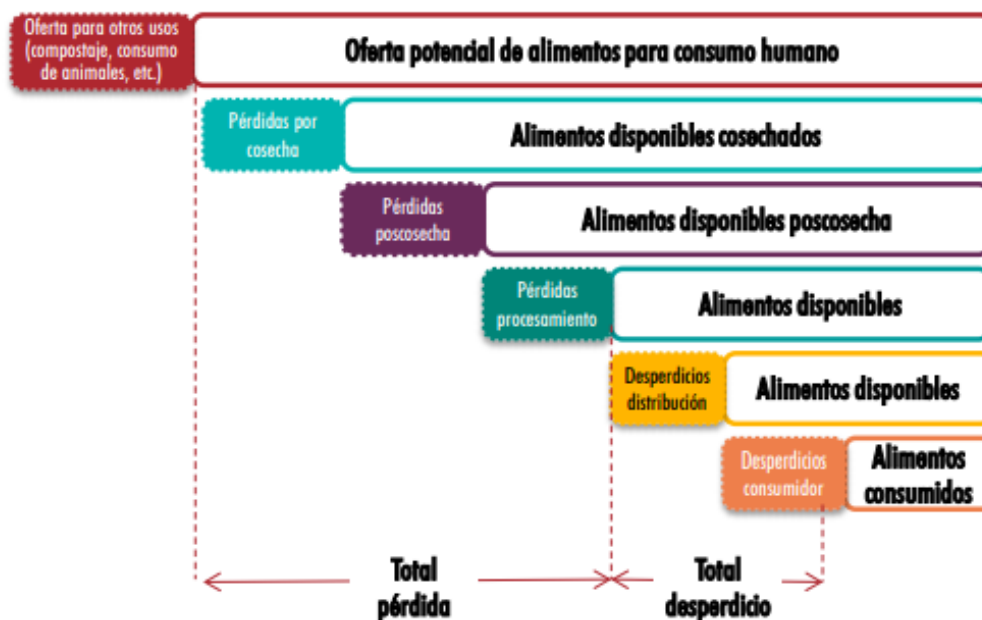 Oferta para otros usos
(compostaje, consumo
de animales, etc.)
Oferta potencial de alimentos para consumo humano
Pérdidas por
cosecha
Alimentos disponibles cosechados
Pérdidas
poscosecha
Alimentos disponibles poscosecha
Pérdidas
procesamiento
Alimentos disponibles
Desperdicios
distribución
Alimentos disponibles
Desperdicios
consumidor
Alimentos
consumidos
Total
pérdida
Total
desperdicio